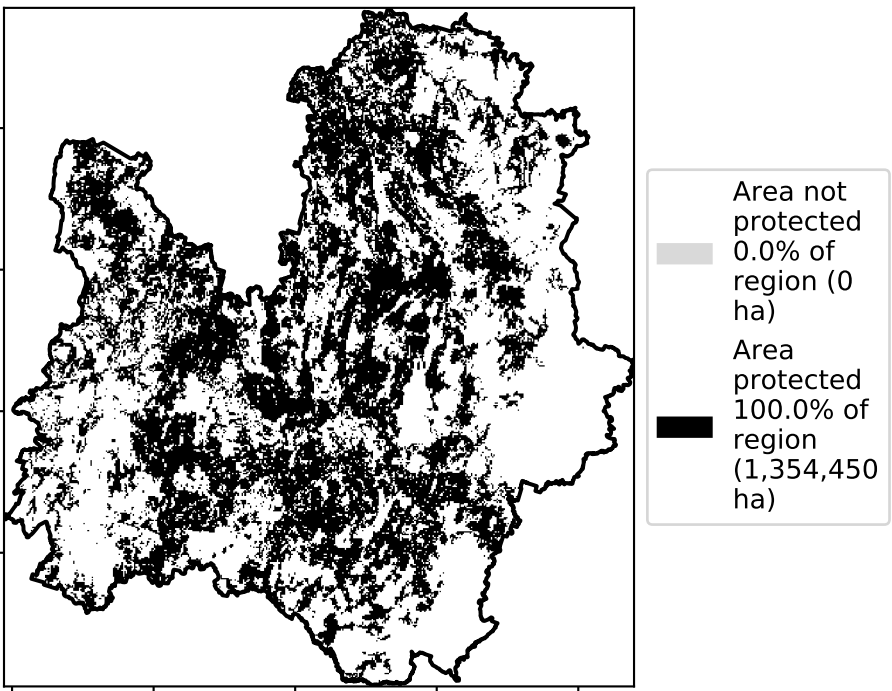 Area not
protected
0.0% of
region (0
ha)
Area
protected
100.0% of
region
(1,354,450
ha)